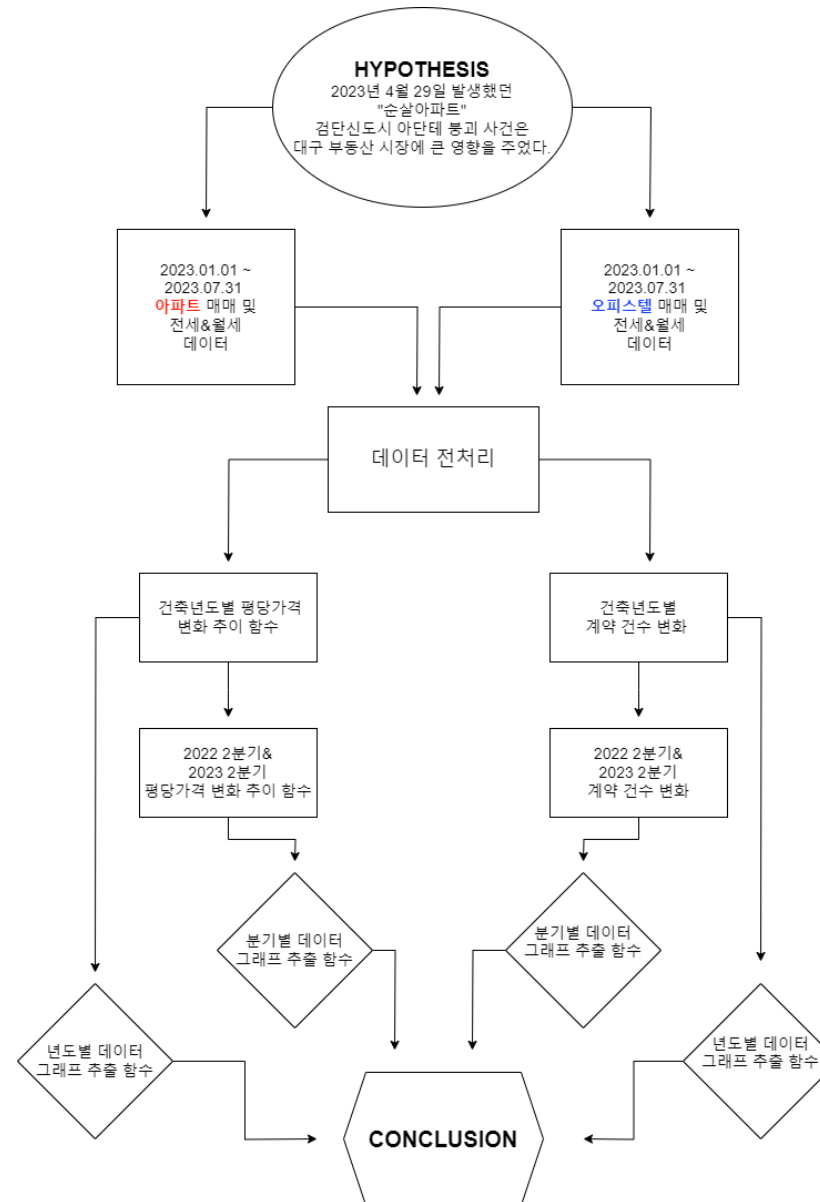 HYPOTHESIS
2023년 4월 29일 발생했던
"순살아파트"
검단신도시 아단테 붕괴 사건은
대구 부동산 시장에 큰 영향을 주었다.
2023.01.01 ~
2023.07.31
아파트 매매 및
전세&월세
데이터
2023.01.01 ~
2023.07.31
오피스텔 매매 및
전세&월세
데이터
데이터 전처리
건축년도별 평당가격
변화 추이 함수
건축년도별
계약 건수 변화
2022 2분기&
2023 2분기
평당가격 변화 추이 함수
2022 2분기&
2023 2분기
계약 건수 변화
분기별 데이터
그래프 추출 함수
분기별 데이터
그래프 추출 함수
년도별 데이터
그래프 추출 함수
년도별 데이터
그래프 추출 함수
CONCLUSION